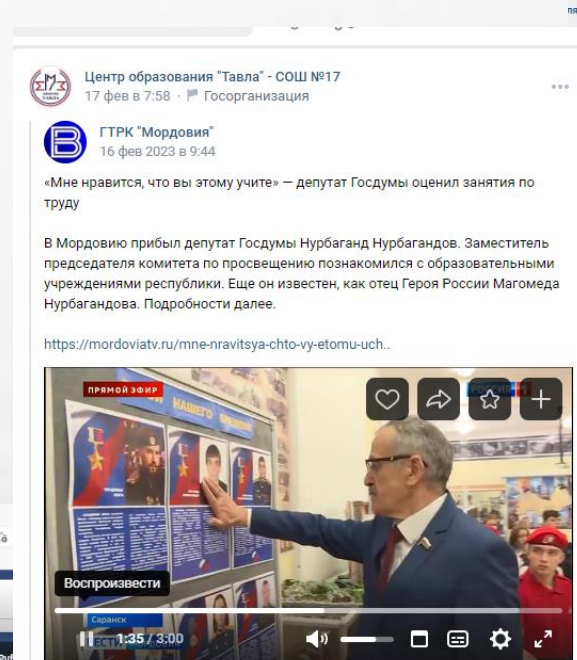 Центр образования "Тавла" - СОШ №17
17 фев в 7:58 · Госорганизация
ГТРК "Мордовия"
16 фев 2023 в 9:44
«Мне нравится, что вы этому учите» — депутат Госдумы оценил занятия по
труду
В Мордовию прибыл депутат Госдумы Нурбаганд Нурбагандов. Заместитель
председателя комитета по просвещению познакомился с образовательными
учреждениями республики. Еще он известен, как отец Героя России Магомеда
Нурбагандова. Подробности далее.
https://mordoviatv.ru/mne-nravitsya-chto-vy-etomu-uch..
ПРЯМОЙ ЭФИР
РОССИЯ 1
НАШЕГО
Воспроизвести
Саранск
1:35 / 3:00